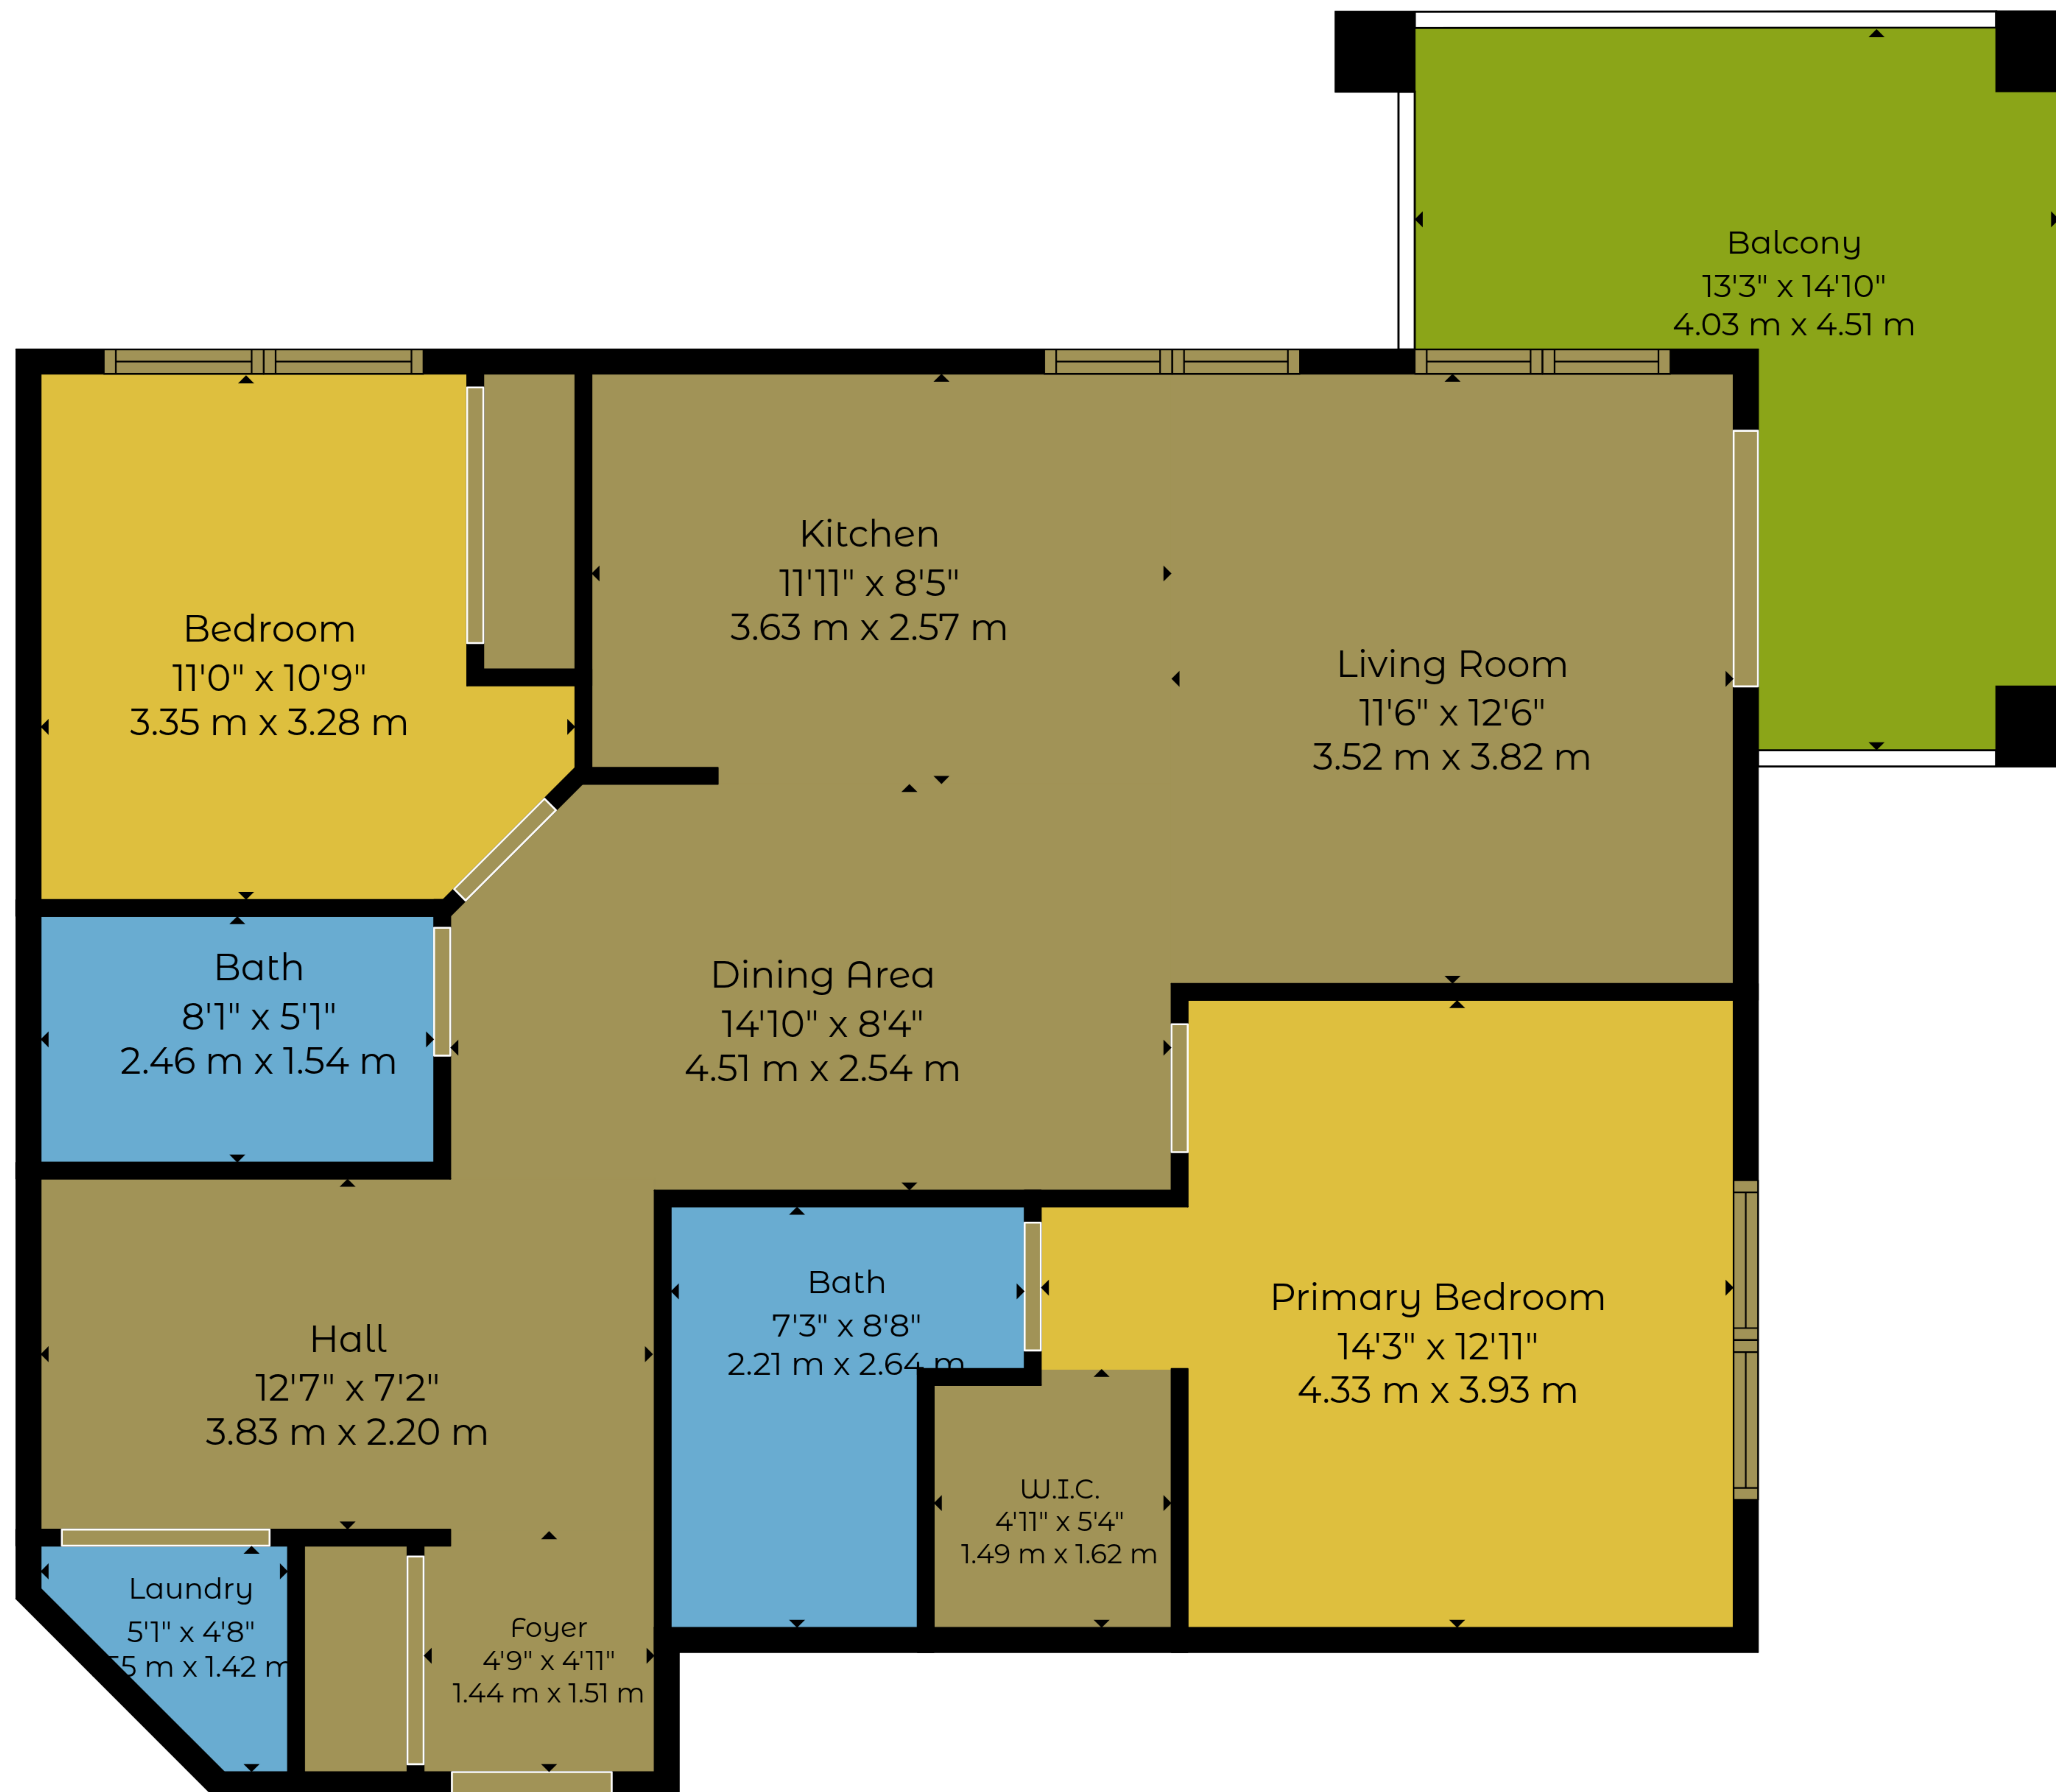 Balcony
13'3" x 14'10"
4.03 m x 4.51 m
Kitchen
11'11" x 8'5"
3.63 m x 2.57 m
Bedroom
11'0" x 10'9"
3.35 m x 3.28 m
Living Room
11'6" x 12'6"
3.52 m x 3.82 m
Bath
8'1" x 5'1"
2.46 m x 1.54 m
Dining Area
14'10" x 8'4"
4.51 m x 2.54 m
Bath
7'3" x 8'8"
2.21 m x 2.64 m
Primary Bedroom
14'3" x 12'11"
4.33 m x 3.93 m
Hall
12'7" x 7'2"
3.83 m x 2.20 m
W.I.C.
4'11" x 5'4"
1.49 m x 1.62 m
Laundry
5'1" x 4'8"
m x 1.42 m
Foyer
4'9" x 4'11"
1.44 m x 1.51 m